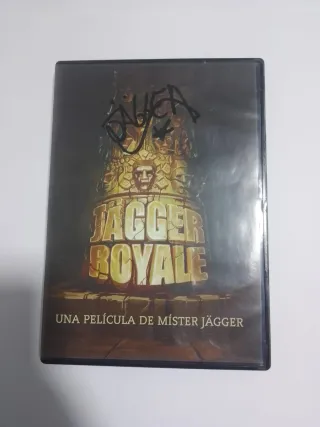 JÄGGER
ROYALE
UNA PELÍCULA DE MÍSTER JÄGGER